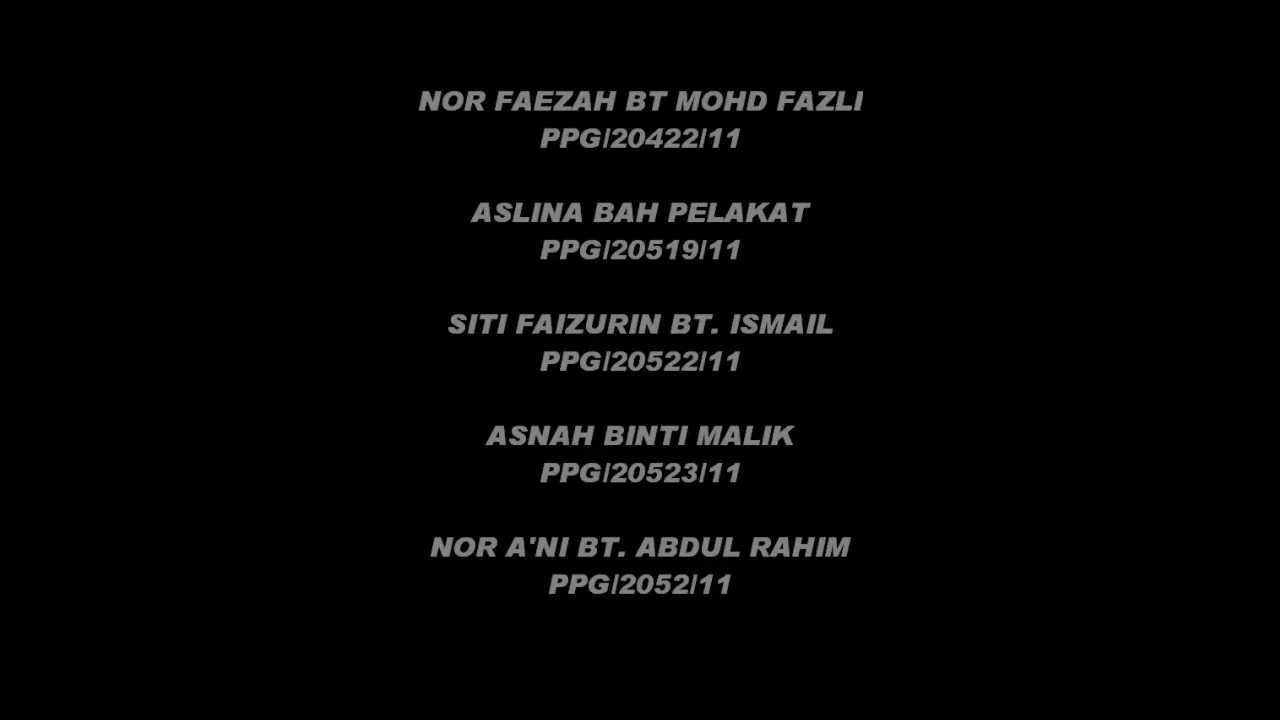 NOR FAEZAH BT MOHD FAZLI
PPG/20422/11
ASLINA BAH PELAKAT
PPG/20519/11
SITI FAIZURIN BT. ISMAIL
PPG/20522/11
ASNAH BINTI MALIK
PPG/20523/11
NOR A'NI BT. ABDUL RAHIM
PPG/2052/11